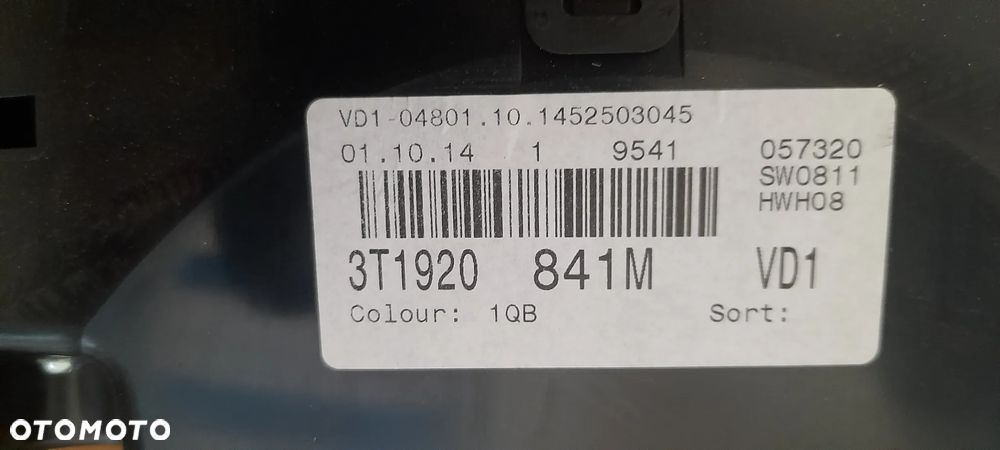 VD1-04801.10.1452503045
01.10.14 1 9541 057320
SW0811
HWH08
3T1920 841M VD1
Colour: 1QB Sort:
OTOMOTO